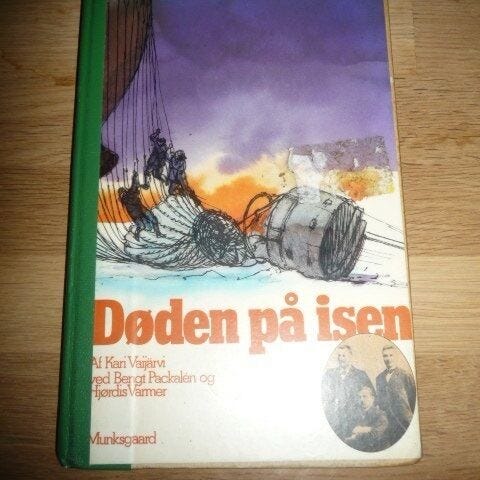 Døden på isen
Af Kari Vaijärvi
ved Bengt Packalén og
Hjørdis Varmer
Munksgaard